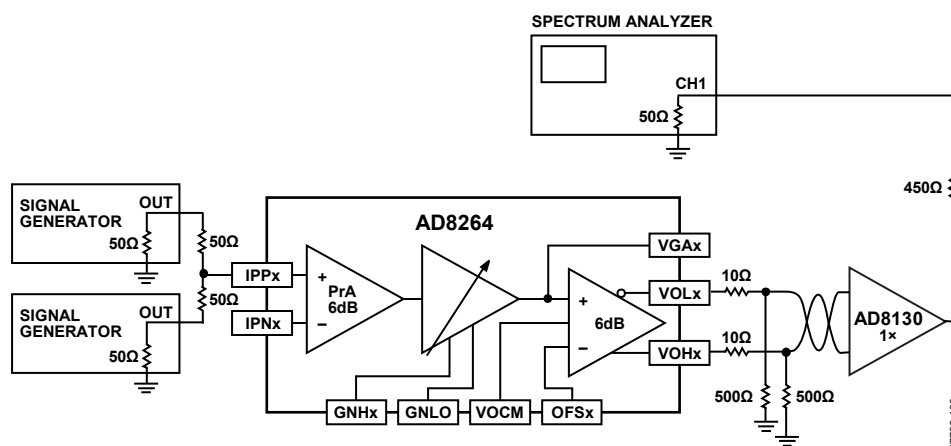 SPECTRUM ANALYZER
CH1
50Ω
450Ω
SIGNAL
GENERATOR
OUT
50Ω
50Ω
50Ω
SIGNAL
GENERATOR
OUT
50Ω
AD8264
IPPx
IPNx
+
PrA
6dB
–
+
6dB
–
VGAx
VOLx
VOHx
10Ω
10Ω
AD8130
1×
500Ω
500Ω
GNHx
GNLO
VOCM
OFSx